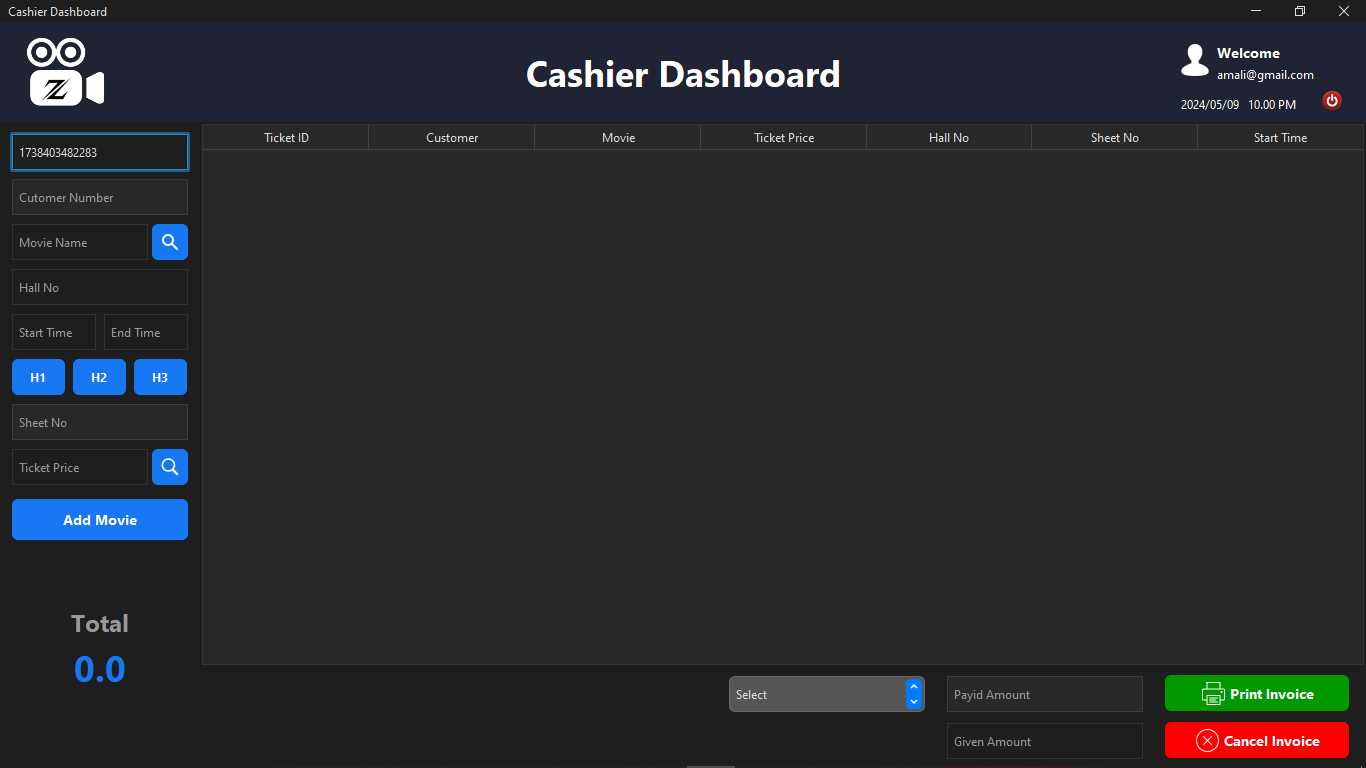 Cashier Dashboard
Cashier Dashboard
Welcome
amali@gmail.com
2024/05/09 10.00 PM
1738403482283
Cutomer Number
Movie Name
Hall No
Start Time End Time
H1 H2 H3
Sheet No
Ticket Price
Add Movie
Total
0.0
Ticket ID Customer Movie Ticket Price Hall No Sheet No Start Time
Select Payid Amount Print Invoice
Given Amount Cancel Invoice